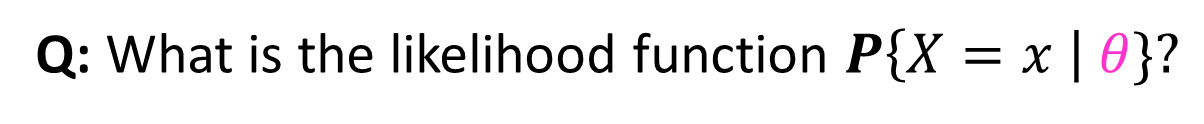 Q: What is the likelihood function P{X = x | θ}?